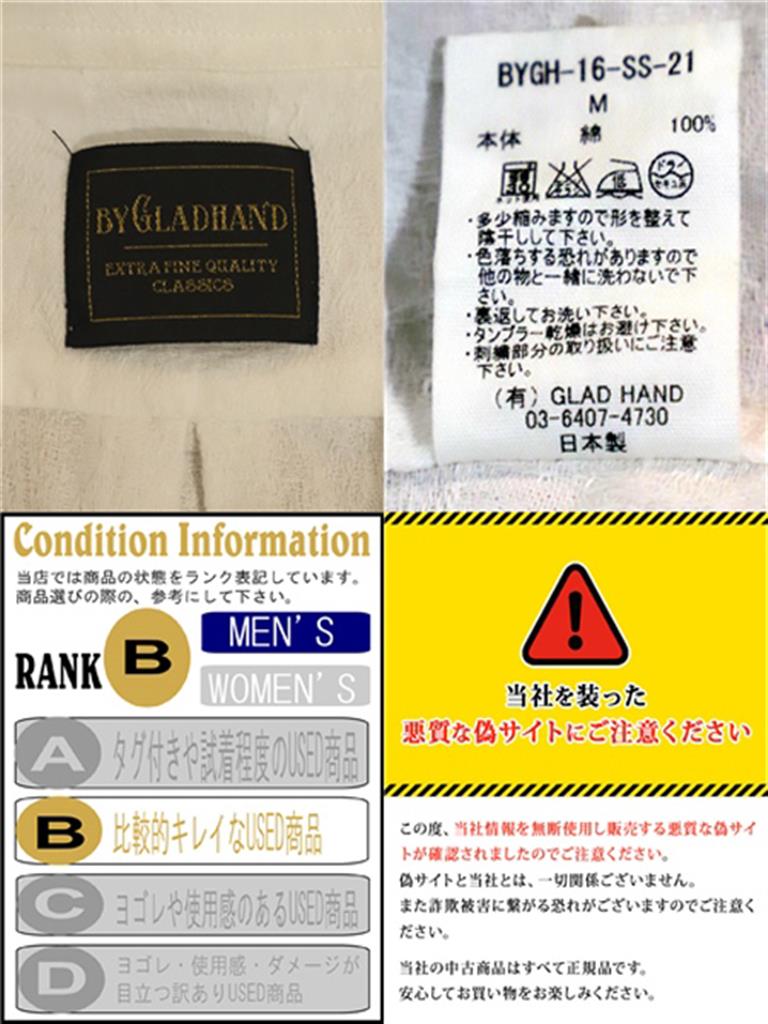 BYGLADHAND
EXTRA FINE QUALITY
CLASSICS
BYGH-16-SS-21
M
本体 綿 100%
・多少縮みますので形を整えて
陰干しして下さい。
・色落ちする恐れがありますので
他の物と一緒に洗わないで下
さい。
・裏返してお洗い下さい。
・タンブラー乾燥はお避け下さい。
・刺繍部分の取り扱いにご注意
下さい。
(有) GLAD HAND
03-6407-4730
日本製
Condition Information
当店では商品の状態をランク表記しています。
商品選びの際の、参考にして下さい。
RANK B
MEN'S
WOMEN'S
A タグ付きや試着程度のUSED商品
B 比較的キレイなUSED商品
C ヨゴレや使用感のあるUSED商品
D ヨゴレ・使用感・ダメージが
目立つ訳ありUSED商品
当社を装った
悪質な偽サイトにご注意ください
この度、当社情報を無断使用し販売する悪質な偽サイ
トが確認されましたのでご注意ください。
偽サイトと当社とは、一切関係ございません。
また詐欺被害に繋がる恐れがございますのでご注意く
ださい。
当社の中古商品はすべて正規品です。
安心してお買い物をお楽しみください。